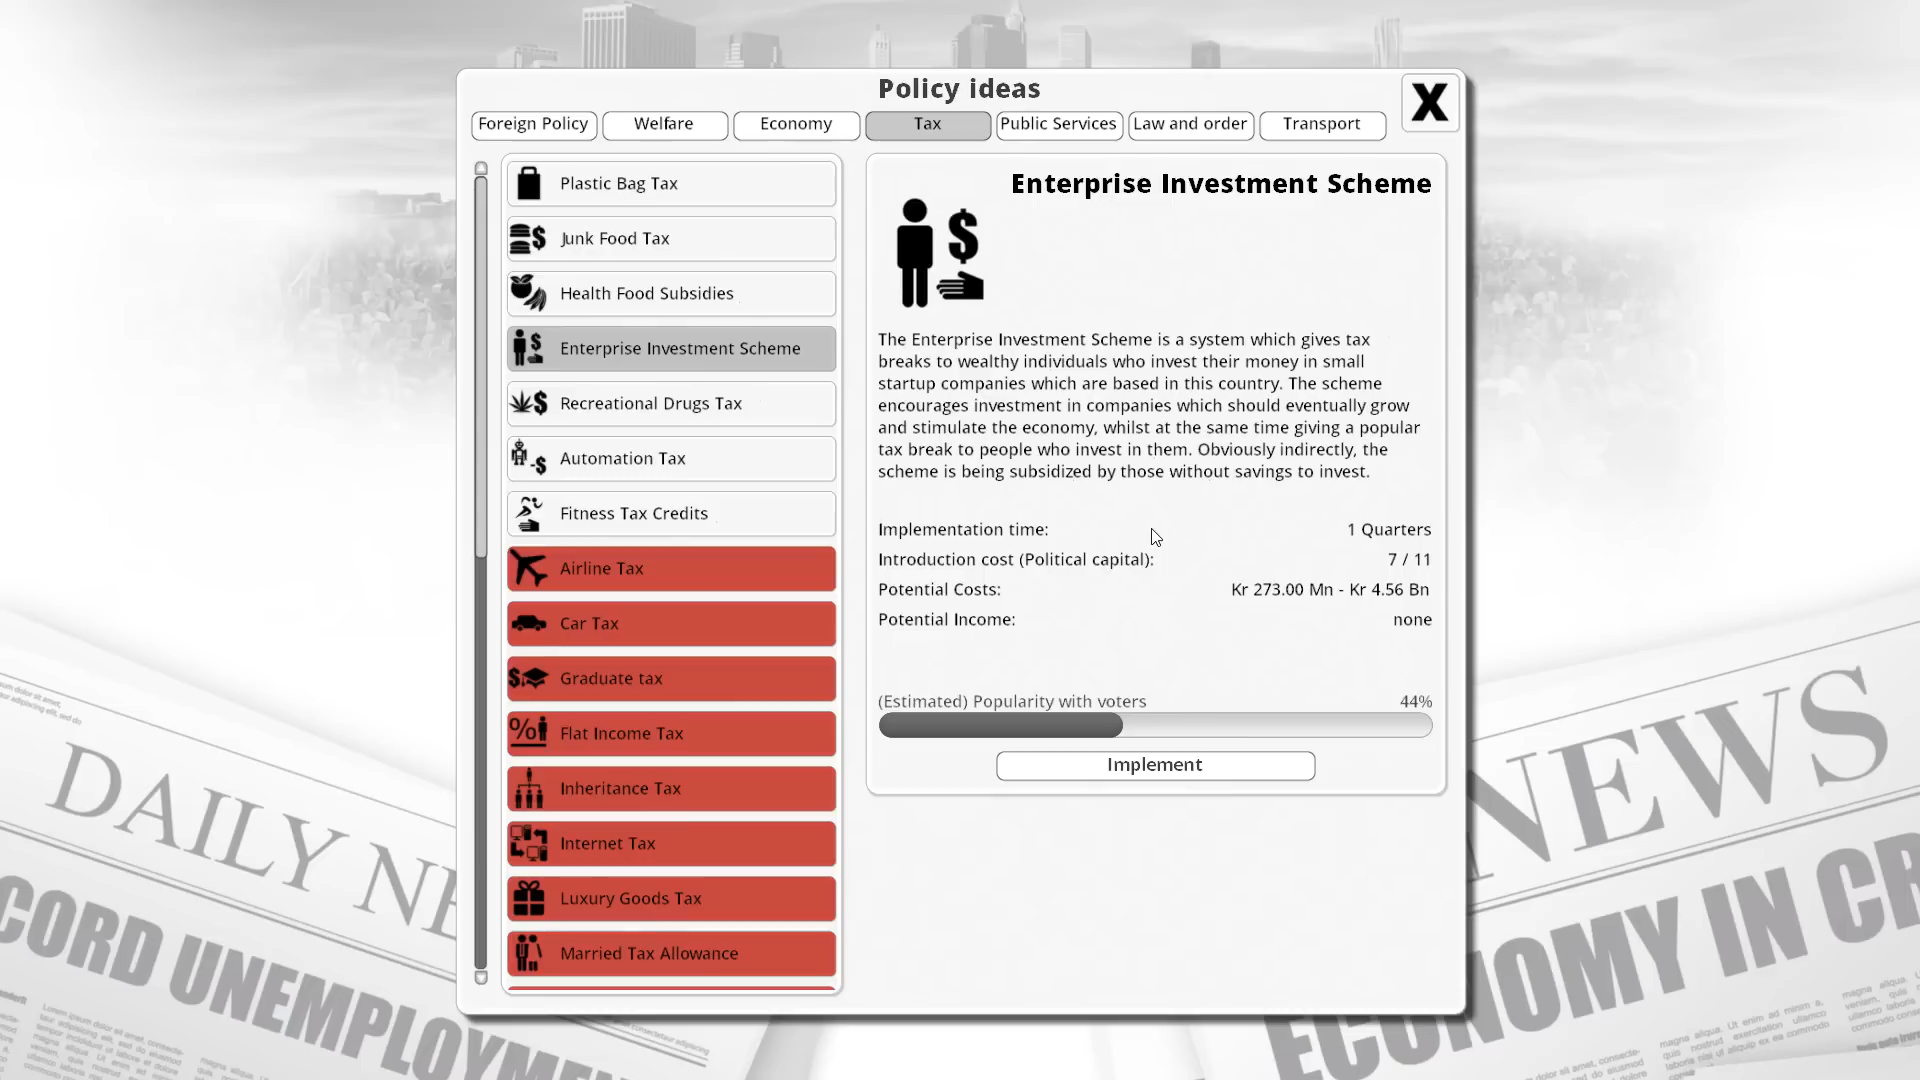 Policy ideas
X
Foreign Policy
Welfare
Economy
Tax
Public Services
Law and order
Transport
Plastic Bag Tax
Junk Food Tax
Health Food Subsidies
Enterprise Investment Scheme
Recreational Drugs Tax
Automation Tax
Fitness Tax Credits
Airline Tax
Car Tax
Graduate tax
Flat Income Tax
Inheritance Tax
Internet Tax
Luxury Goods Tax
Married Tax Allowance
Enterprise Investment Scheme
The Enterprise Investment Scheme is a system which gives tax
breaks to wealthy individuals who invest their money in small
startup companies which are based in this country. The scheme
encourages investment in companies which should eventually grow
and stimulate the economy, whilst at the same time giving a popular
tax break to people who invest in them. Obviously indirectly, the
scheme is being subsidized by those without savings to invest.
Implementation time: 1 Quarters
Introduction cost (Political capital): 7 / 11
Potential Costs: Kr 273.00 Mn - Kr 4.56 Bn
Potential Income: none
(Estimated) Popularity with voters 44%
Implement
DAILY NE
CORD UNEMPLOYME
NEWS
ECONOMY IN CR